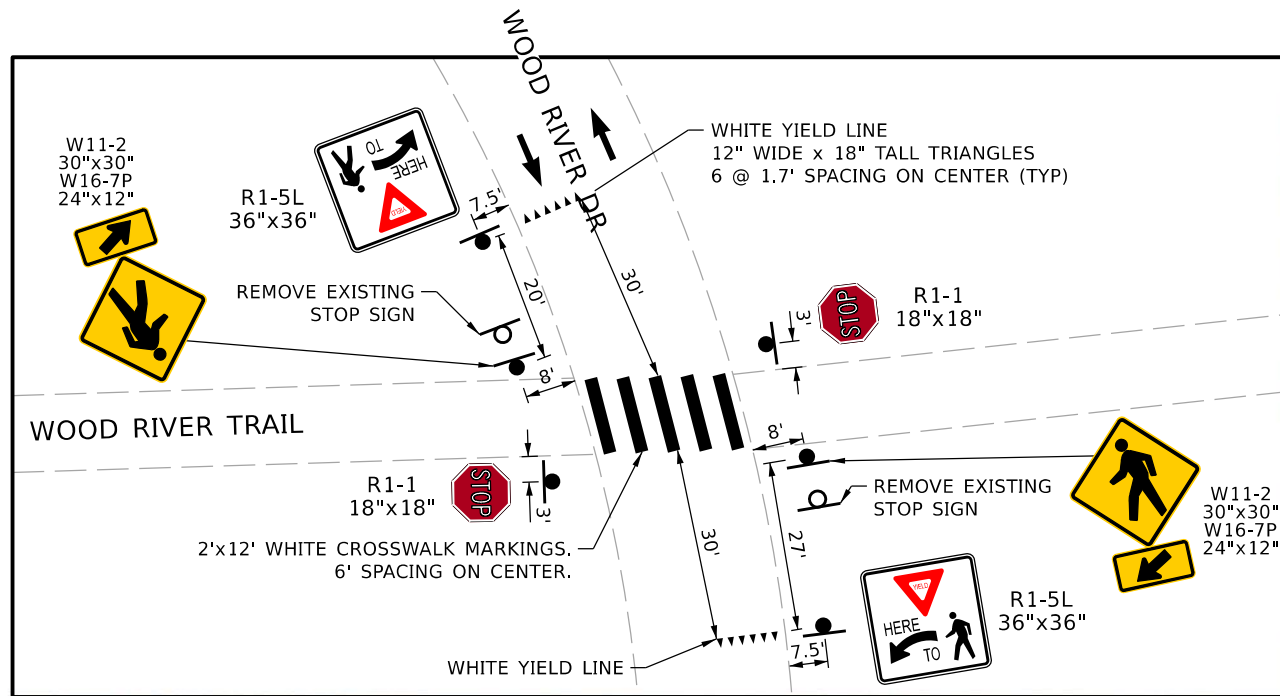 WOOD RIVER DR
W11-2
30"x30"
W16-7P
24"x12"
R1-5L
36"x36"
HERE
TO
YIELD
WHITE YIELD LINE
12" WIDE x 18" TALL TRIANGLES
6 @ 1.7' SPACING ON CENTER (TYP)
7.5'
20'
30'
REMOVE EXISTING
STOP SIGN
8'
STOP
R1-1
18"x18"
3'
WOOD RIVER TRAIL
R1-1
18"x18"
STOP
3'
2'x12' WHITE CROSSWALK MARKINGS.
6' SPACING ON CENTER.
8'
REMOVE EXISTING
STOP SIGN
W11-2
30"x30"
W16-7P
24"x12"
30'
27'
YIELD
HERE
TO
R1-5L
36"x36"
7.5'
WHITE YIELD LINE